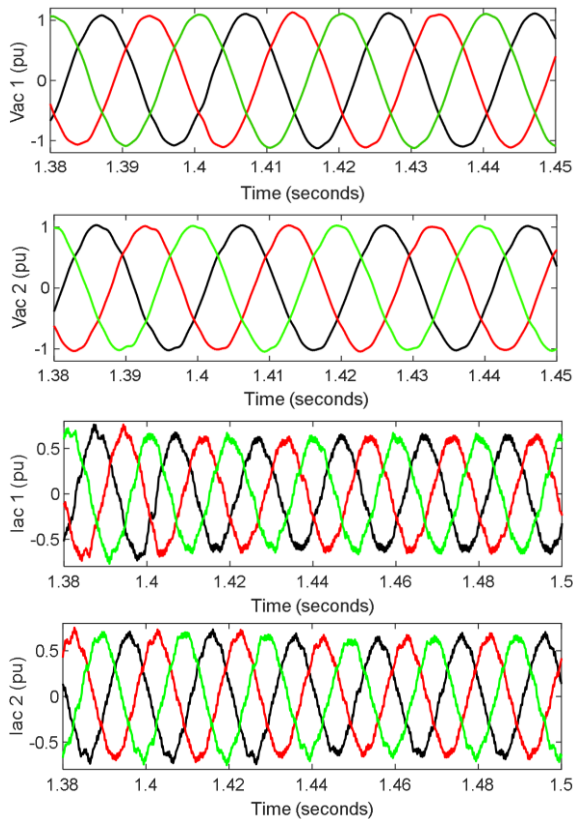 Vac 1 (pu)
1
0
-1
1.38 1.39 1.4 1.41 1.42 1.43 1.44 1.45
Time (seconds)
Vac 2 (pu)
1
0
-1
1.38 1.39 1.4 1.41 1.42 1.43 1.44 1.45
Time (seconds)
Iac 1 (pu)
0.5
0
-0.5
1.38 1.4 1.42 1.44 1.46 1.48 1.5
Time (seconds)
Iac 2 (pu)
0.5
0
-0.5
1.38 1.4 1.42 1.44 1.46 1.48 1.5
Time (seconds)